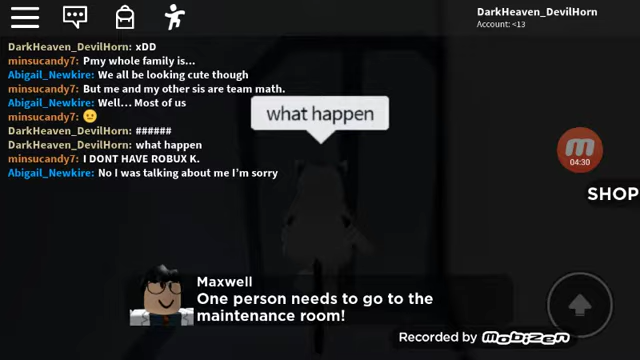 DarkHeaven_DevilHorn
Account: <13
DarkHeaven_DevilHorn: xDD
minsucandy7: Pmy whole family is...
Abigail_Newkire: We all be looking cute though
minsucandy7: But me and my other sis are team math.
Abigail_Newkire: Well... Most of us
minsucandy7: 😐
DarkHeaven_DevilHorn: ######
DarkHeaven_DevilHorn: what happen
minsucandy7: I DONT HAVE ROBUX K.
Abigail_Newkire: No I was talking about me I'm sorry
what happen
04:30
SHOP
Maxwell
One person needs to go to the
maintenance room!
Recorded by MOBIZEN